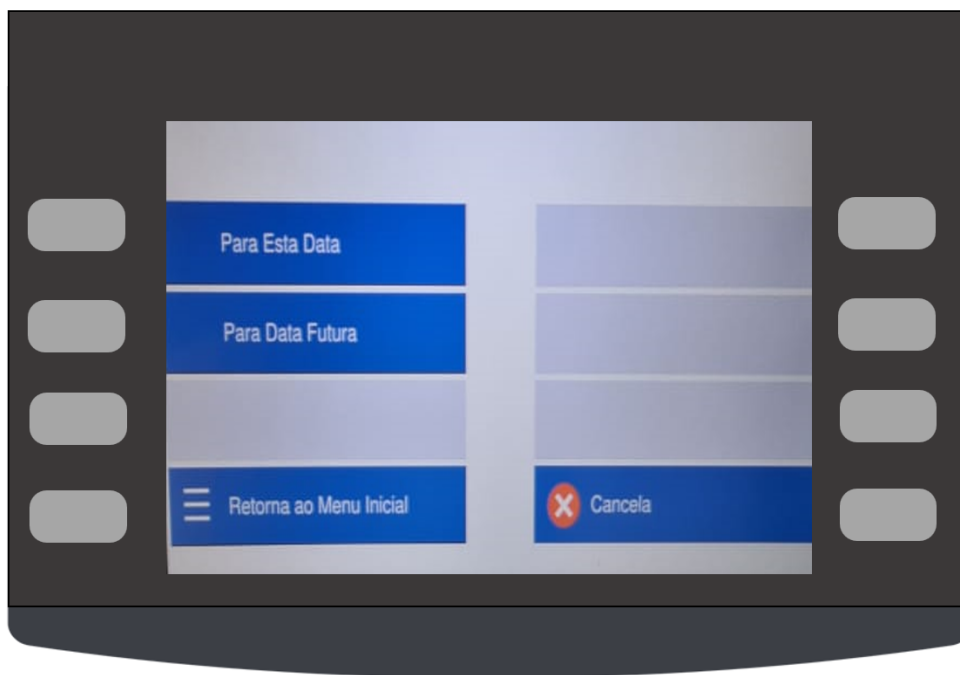 Para Esta Data
Para Data Futura
Retorna ao Menu Inicial
Cancela